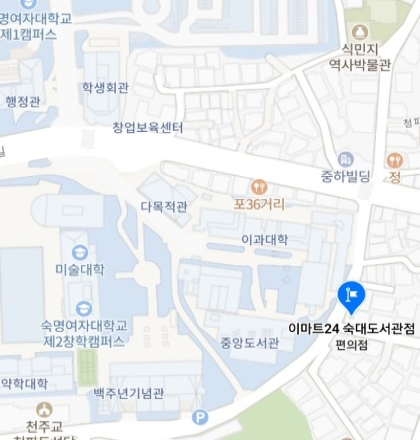 명여자대학교
제1캠퍼스
식민지
역사박물관
학생회관
행정관
창업보육센터
청파
길
중하빌딩
정
다목적관
포36거리
이과대학
미술대학
숙명여자대학교
제2창학캠퍼스
이마트24 숙대도서관점
편의점
중앙도서관
약학대학
백주년기념관
P
천주교